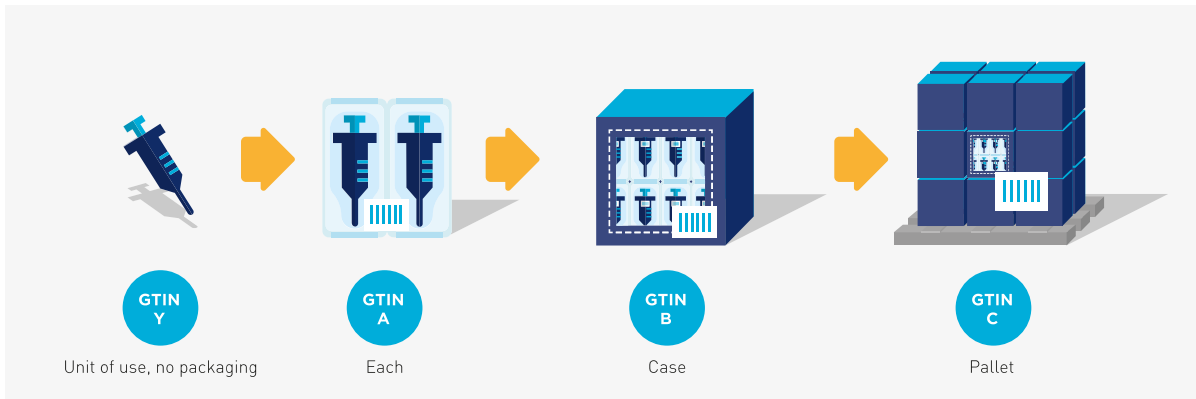 GTIN
Y
GTIN
A
GTIN
B
GTIN
C
Unit of use, no packaging
Each
Case
Pallet